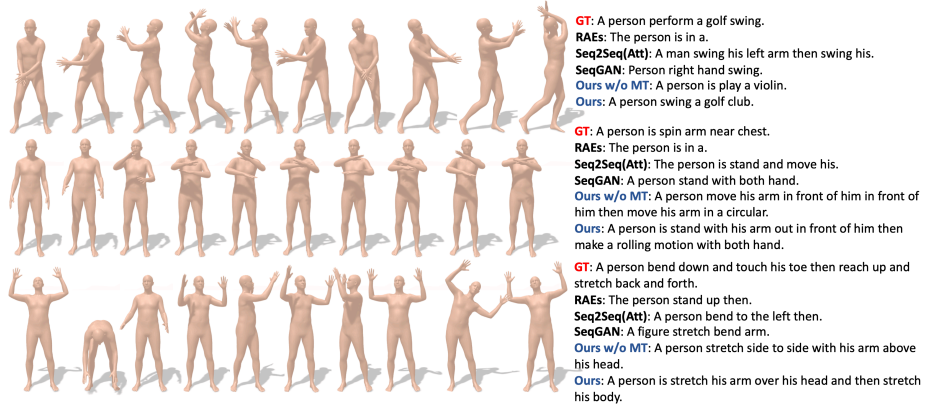 GT: A person perform a golf swing.
RAEs: The person is in a.
Seq2Seq(Att): A man swing his left arm then swing his.
SeqGAN: Person right hand swing.
Ours w/o MT: A person is play a violin.
Ours: A person swing a golf club.
GT: A person is spin arm near chest.
RAEs: The person is in a.
Seq2Seq(Att): The person is stand and move his.
SeqGAN: A person stand with both hand.
Ours w/o MT: A person move his arm in front of him in front of
him then move his arm in a circular.
Ours: A person is stand with his arm out in front of him then
make a rolling motion with both hand.
GT: A person bend down and touch his toe then reach up and
stretch back and forth.
RAEs: The person stand up then.
Seq2Seq(Att): A person bend to the left then.
SeqGAN: A figure stretch bend arm.
Ours w/o MT: A person stretch side to side with his arm above
his head.
Ours: A person is stretch his arm over his head and then stretch
his body.